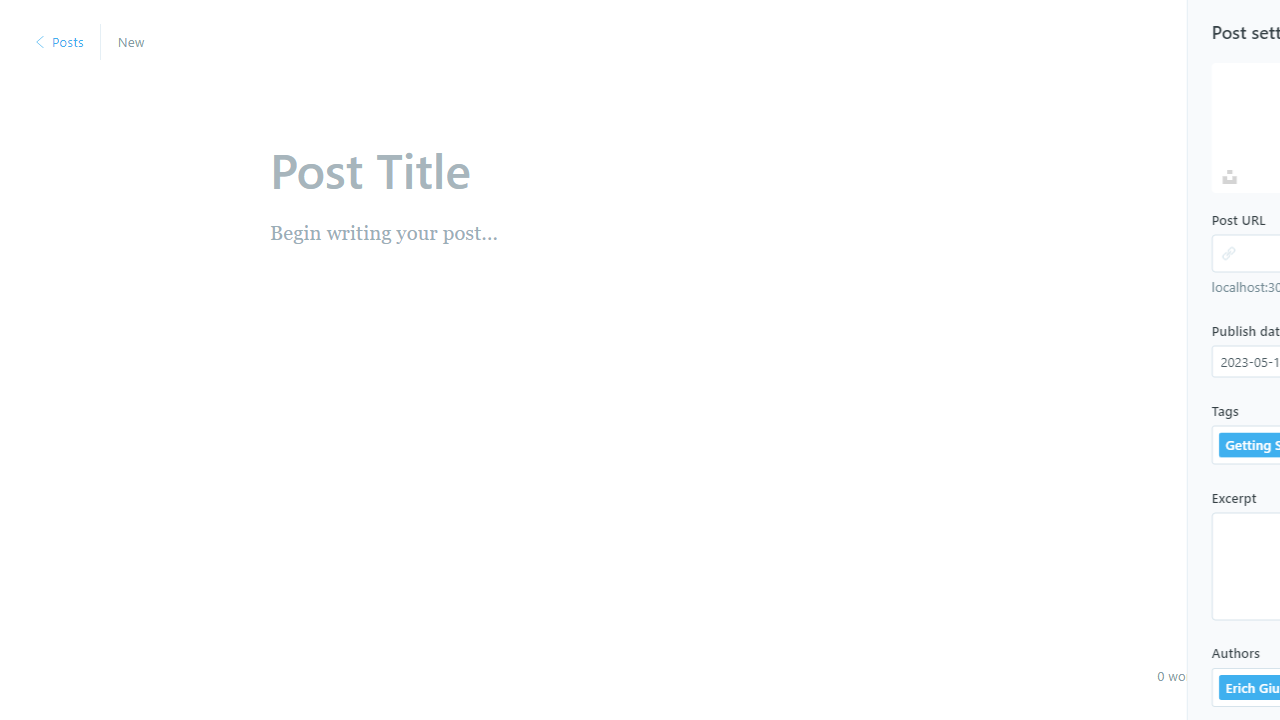 Posts
New
Post Title
Begin writing your post...
0 wo
Post sett
Post URL
localhost:30
Publish dat
2023-05-1
Tags
Getting S
Excerpt
Authors
Erich Giu